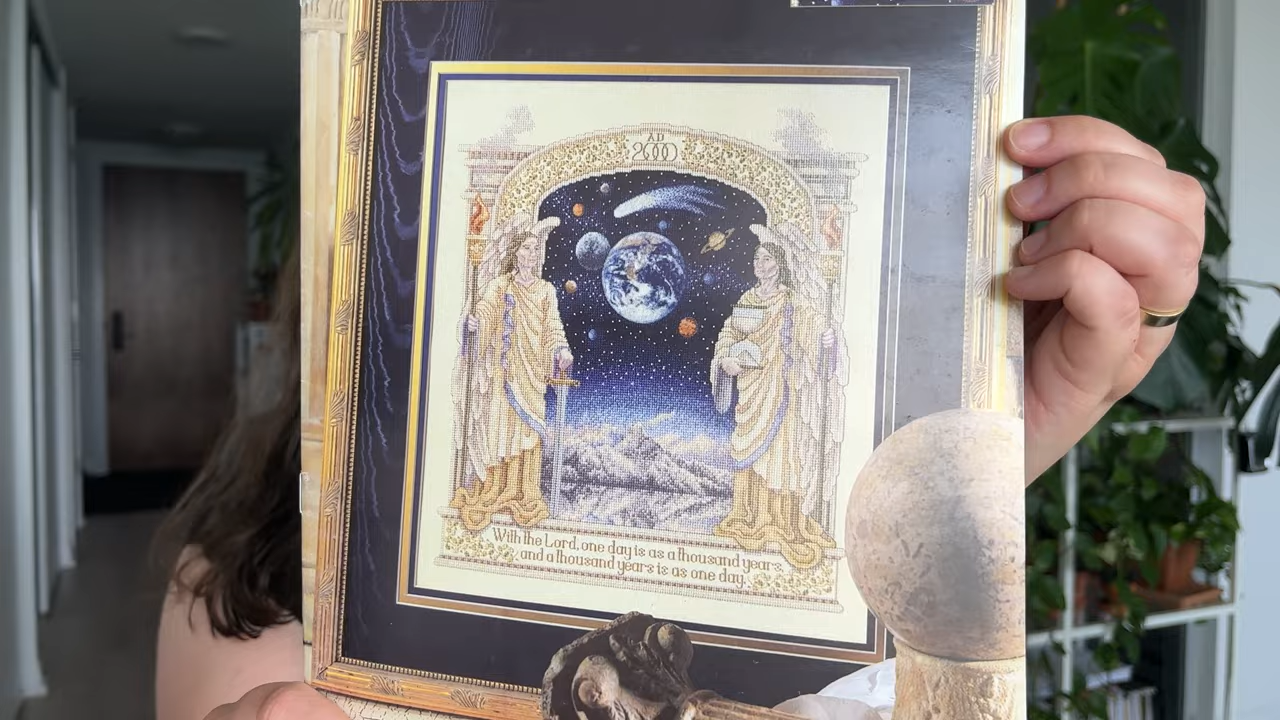 AD
2000
With the Lord, one day is as a thousand years,
and a thousand years is as one day.